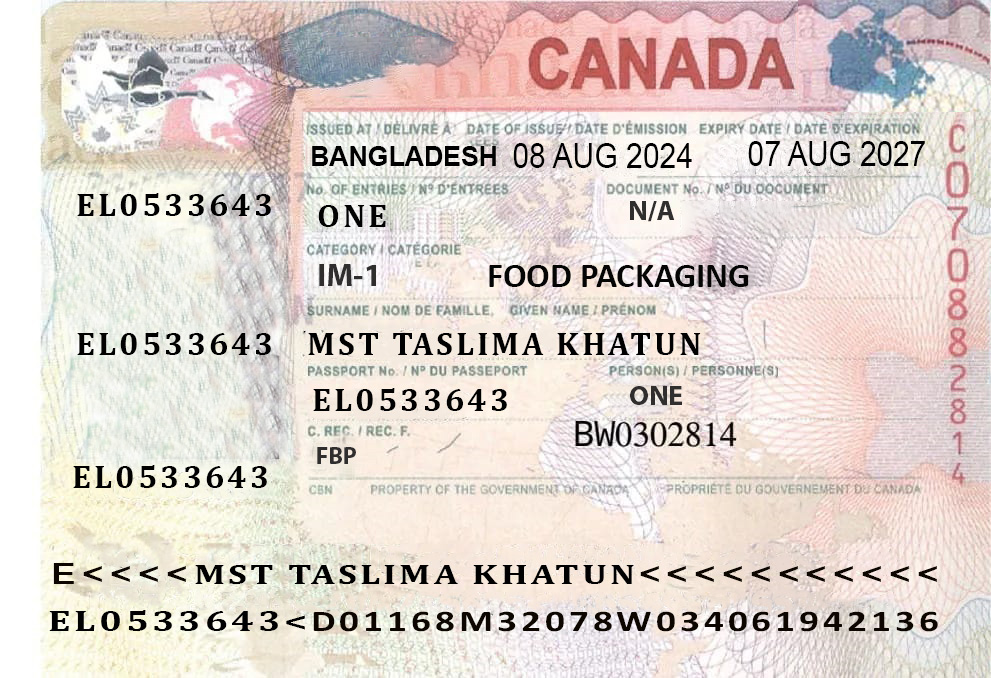 CANADA
ISSUED AT / DÉLIVRÉ À DATE OF ISSUE / DATE D'ÉMISSION EXPIRY DATE / DATE D'EXPIRATION
BANGLADESH 08 AUG 2024 07 AUG 2027
No. OF ENTRIES / Nº D'ENTRÉES DOCUMENT No. / Nº DU DOCUMENT
EL0533643 ONE N/A
CATEGORY / CATÉGORIE
IM-1 FOOD PACKAGING
SURNAME / NOM DE FAMILLE, GIVEN NAME / PRÉNOM
EL0533643 MST TASLIMA KHATUN
PASSPORT No. / Nº DU PASSEPORT PERSON(S) / PERSONNE(S)
EL0533643 ONE
C. REC. / REC. F. BW0302814
FBP
EL0533643
CBN PROPERTY OF THE GOVERNMENT OF CANADA PROPRIÉTÉ DU GOUVERNEMENT DU CANADA
C070882814
E<<<<MST TASLIMA KHATUN<<<<<<<<<<<
EL0533643<D01168M32078W034061942136